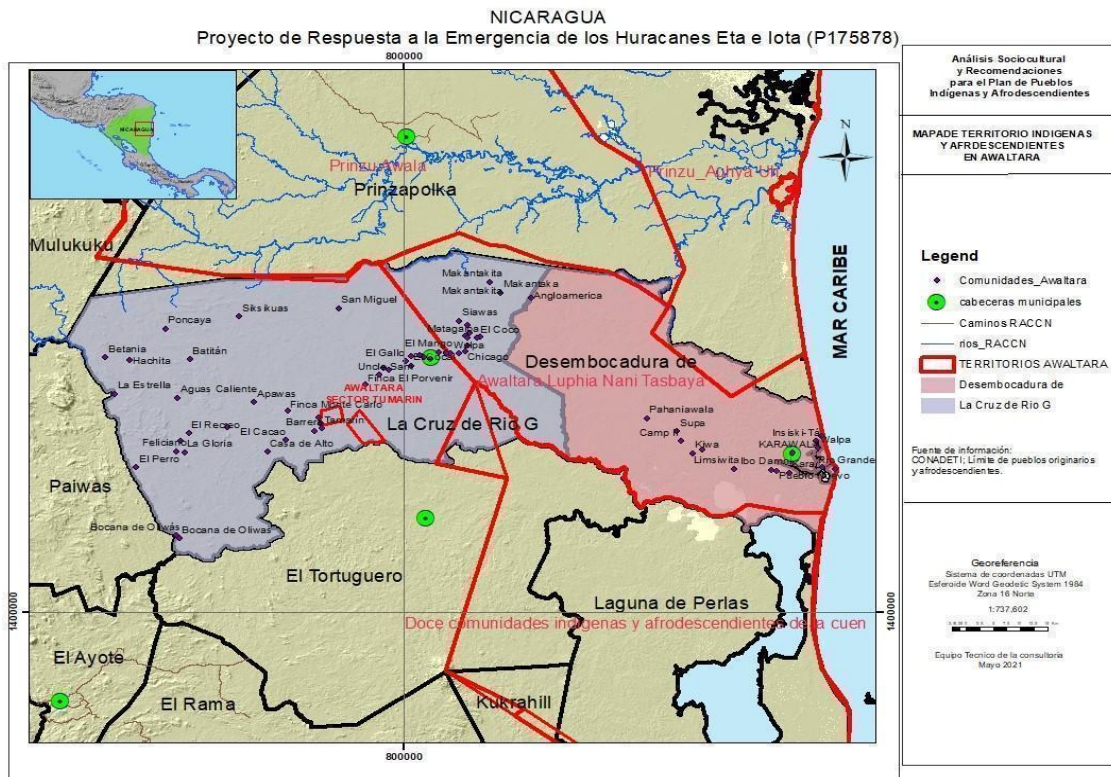 NICARAGUA
Proyecto de Respuesta a la Emergencia de los Huracanes Eta e Iota (P175878)
800000
Análisis Sociocultural
y Recomendaciones
para el Plan de Pueblos
Indígenas y Afrodescendientes
MAPADE TERRITORIO INDIGENAS
Y AFRDESCENDIENTES
EN AWALTARA
NICARAGUA
N
Prinzu Awala
Prinzapolka
Mulukuku
MAR CARIBE
Makantakita
Makantaka
Makantakita
Angloamerica
San Miguel
Siksikuas
Siawas
Poncaya
Matagalpa
El Coco
El Mango
Walpa
Betania
Hachita
Batitán
El Gallo
Chicago
Desembocadura de
Awaltara Luphia Nani Tasbaya
Finca El Porvenir
La Estrella
Aguas Caliente
Apawas
AWALTARA
SECTOR TUMARIN
Finca Monte Carlo
Barrera
Tamarin
La Cruz de Rio G
Pahaniawala
Supa
Camp
Kiwa
KARAWALA
Walpa
El Recreo
El Cacao
Feliciano
La Gloria
Casa de Alto
El Perro
Limsiwita
Rio Grande
Paiwas
Bocana de Oliwas
Bocana de Oliwas
El Tortuguero
Laguna de Perlas
Doce comunidades indigenas y afrodescendientes de la cuen
El Ayote
El Rama
Kukrahill
1400000
1400000
800000
Legend
Comunidades_Awaltara
cabeceras municipales
Caminos RACCN
rios_RACCN
TERRITORIOS AWALTARA
Desembocadura de
La Cruz de Rio G
Fuente de información:
CONADETI; Límite de pueblos originarios
y afrodescendientes.
Georeferencia
Sistema de coordenadas UTM
Esferoide Word Geodetic System 1984
Zona 16 Norte
1:737,602
Equipo Tecnico de la consultoria
Mayo 2021